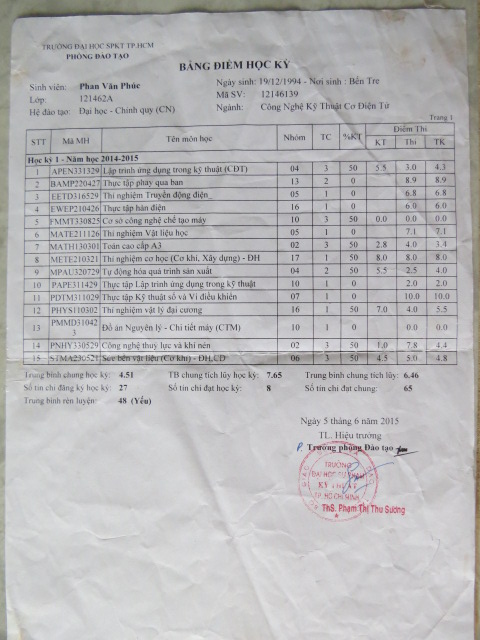 TRƯỜNG ĐẠI HỌC SPKT TP.HCM
PHÒNG ĐÀO TẠO
BẢNG ĐIỂM HỌC KỲ
Sinh viên: Phan Văn Phúc Ngày sinh: 19/12/1994 - Nơi sinh : Bến Tre
Lớp: 121462A Mã SV: 12146139
Hệ đào tạo: Đại học - Chính quy (CN) Ngành: Công Nghệ Kỹ Thuật Cơ Điện Tử
Trang 1
STT Mã MH Tên môn học Nhóm TC %KT Điểm Thi
KT Thi TK
Học kỳ 1 - Năm học 2014-2015
1 APEN331329 Lập trình ứng dụng trong kỹ thuật (CĐT) 04 3 50 5.5 3.0 4.3
2 BAMP220427 Thực tập phay qua ban 13 2 0 8.9 8.9
3 EETD316529 Thí nghiệm Truyền động điện 05 1 0 6.8 6.8
4 EWEP210426 Thực tập hàn điện 16 1 0 6.0 6.0
5 FMMT330825 Cơ sở công nghệ chế tạo máy 10 3 50 0.0 0.0 0.0
6 MATE211126 Thí nghiệm Vật liệu học 05 1 0 7.1 7.1
7 MATH130301 Toán cao cấp A3 02 3 50 2.8 4.0 3.4
8 METE210321 Thí nghiệm cơ học (Cơ khí, Xây dựng) - ĐH 17 1 50 8.0 8.0 8.0
9 MPAU320729 Tự động hóa quá trình sản xuất 04 2 50 5.5 2.5 4.0
10 PAPE311429 Thực tập Lập trình ứng dụng trong kỹ thuật 10 1 0 2.0 2.0
11 PDTM311029 Thực tập Kỹ thuật số và Vi điều khiển 07 1 0 10.0 10.0
12 PHYS110302 Thí nghiệm vật lý đại cương 16 1 50 7.0 4.0 5.5
13 PMMD310423 Đồ án Nguyên lý - Chi tiết máy (CTM) 10 1 0 0.0 0.0
14 PNHY330529 Công nghệ thuỷ lực và khí nén 02 3 50 1.0 7.8 4.4
15 STMA230521 Sức bền vật liệu (Cơ khí) - ĐH,CĐ 06 3 50 4.5 5.0 4.8
Trung bình chung học kỳ: 4.51 TB chung tích lũy học kỳ: 7.65 Trung bình chung tích lũy: 6.46
Số tín chỉ đăng ký học kỳ: 27 Số tín chỉ đạt học kỳ: 8 Số tín chỉ đạt chung: 65
Trung bình rèn luyện: 48 (Yếu)
Ngày 5 tháng 6 năm 2015
TL. Hiệu trưởng
P. Trưởng phòng Đào tạo
TRƯỜNG
ĐẠI HỌC SƯ PHẠM
KỸ THUẬT
TP. HỒ CHÍ MINH
ThS. Phạm Thị Thu Sương